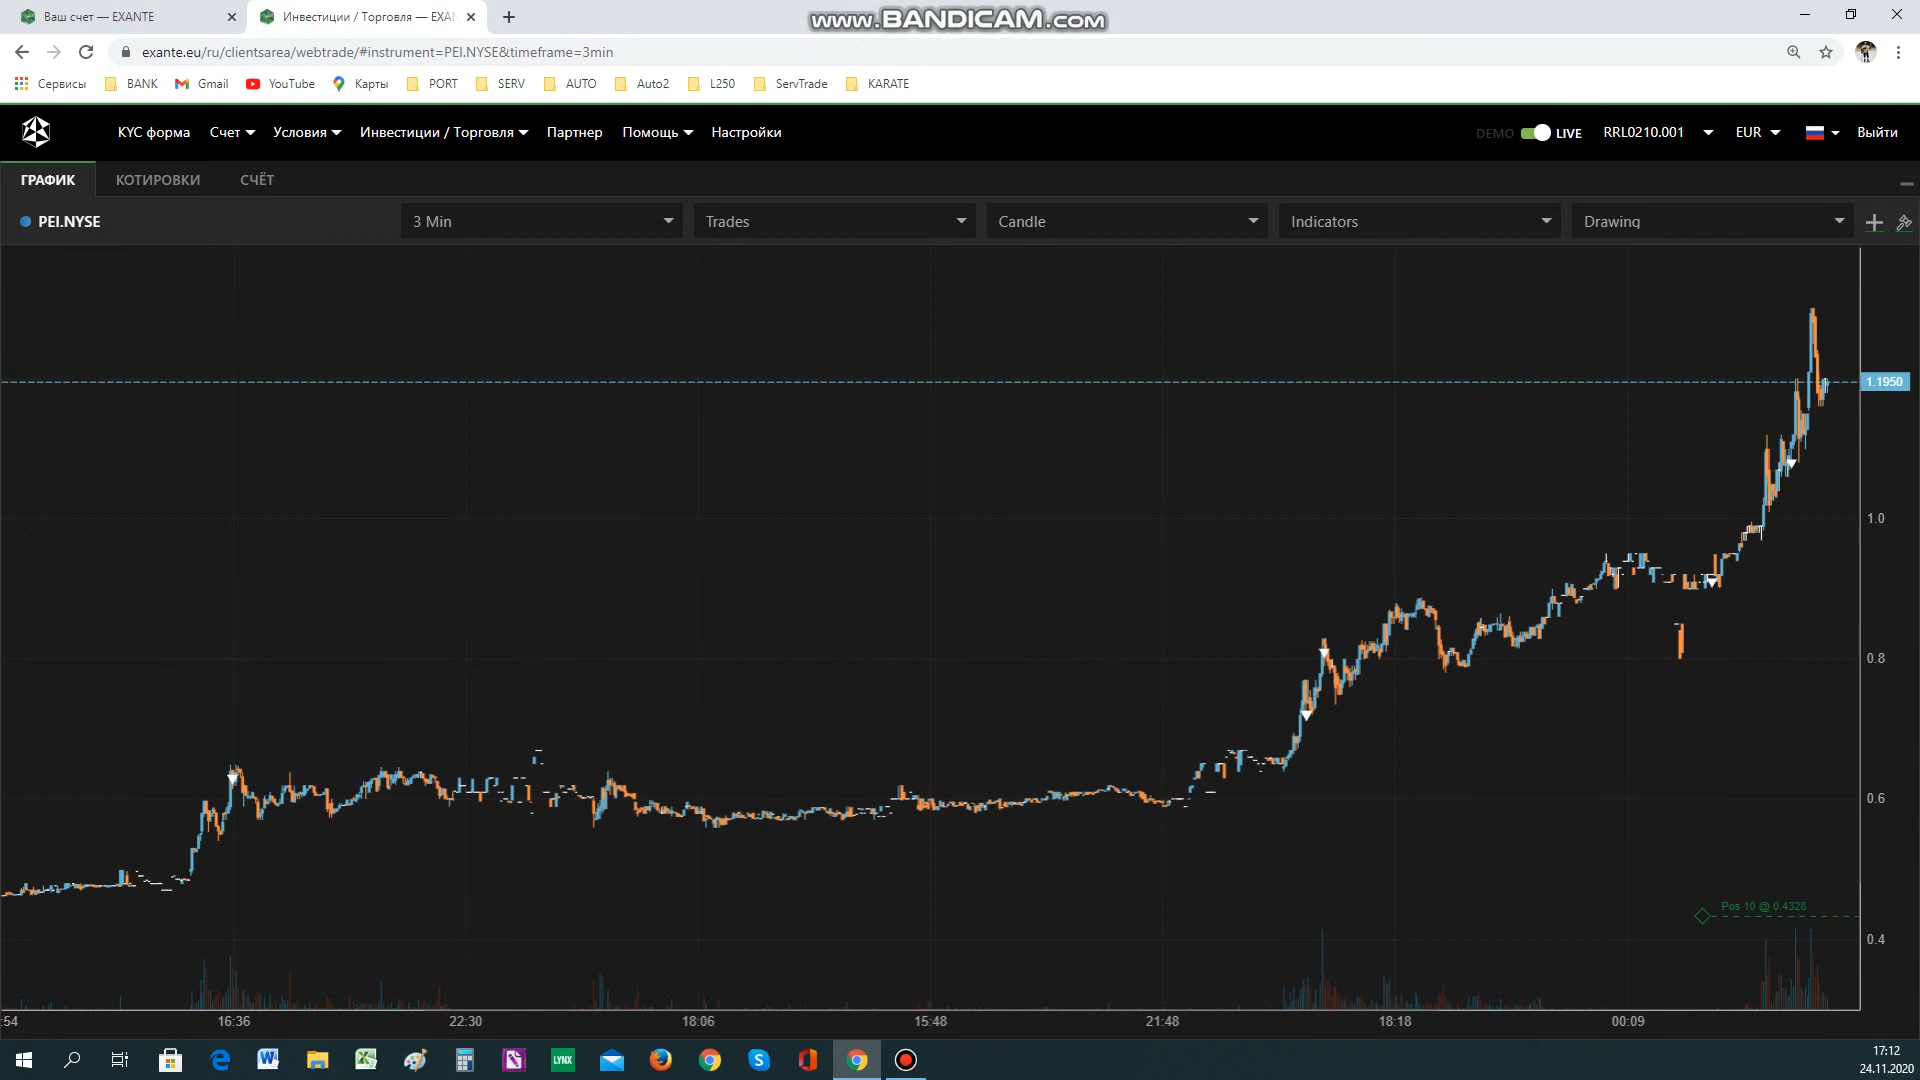 Ваш счет — EXANTE
Инвестиции / Торговля — EXAN
www.BANDICAM.com
exante.eu/ru/clientsarea/webtrade/#instrument=PEI.NYSE&timeframe=3min
Сервисы BANK Gmail YouTube Карты PORT SERV AUTO Auto2 L250 ServTrade KARATE
KYC форма Счет Условия Инвестиции / Торговля Партнер Помощь Настройки DEMO LIVE RRL0210.001 EUR Выйти
ГРАФИК КОТИРОВКИ СЧЁТ
PEI.NYSE 3 Min Trades Candle Indicators Drawing
1.1950
1.0
0.8
0.6
Pos 10 @ 0.4328
0.4
:54 16:36 22:30 18:06 15:48 21:48 18:18 00:09
LYNX
17:12
24.11.2020